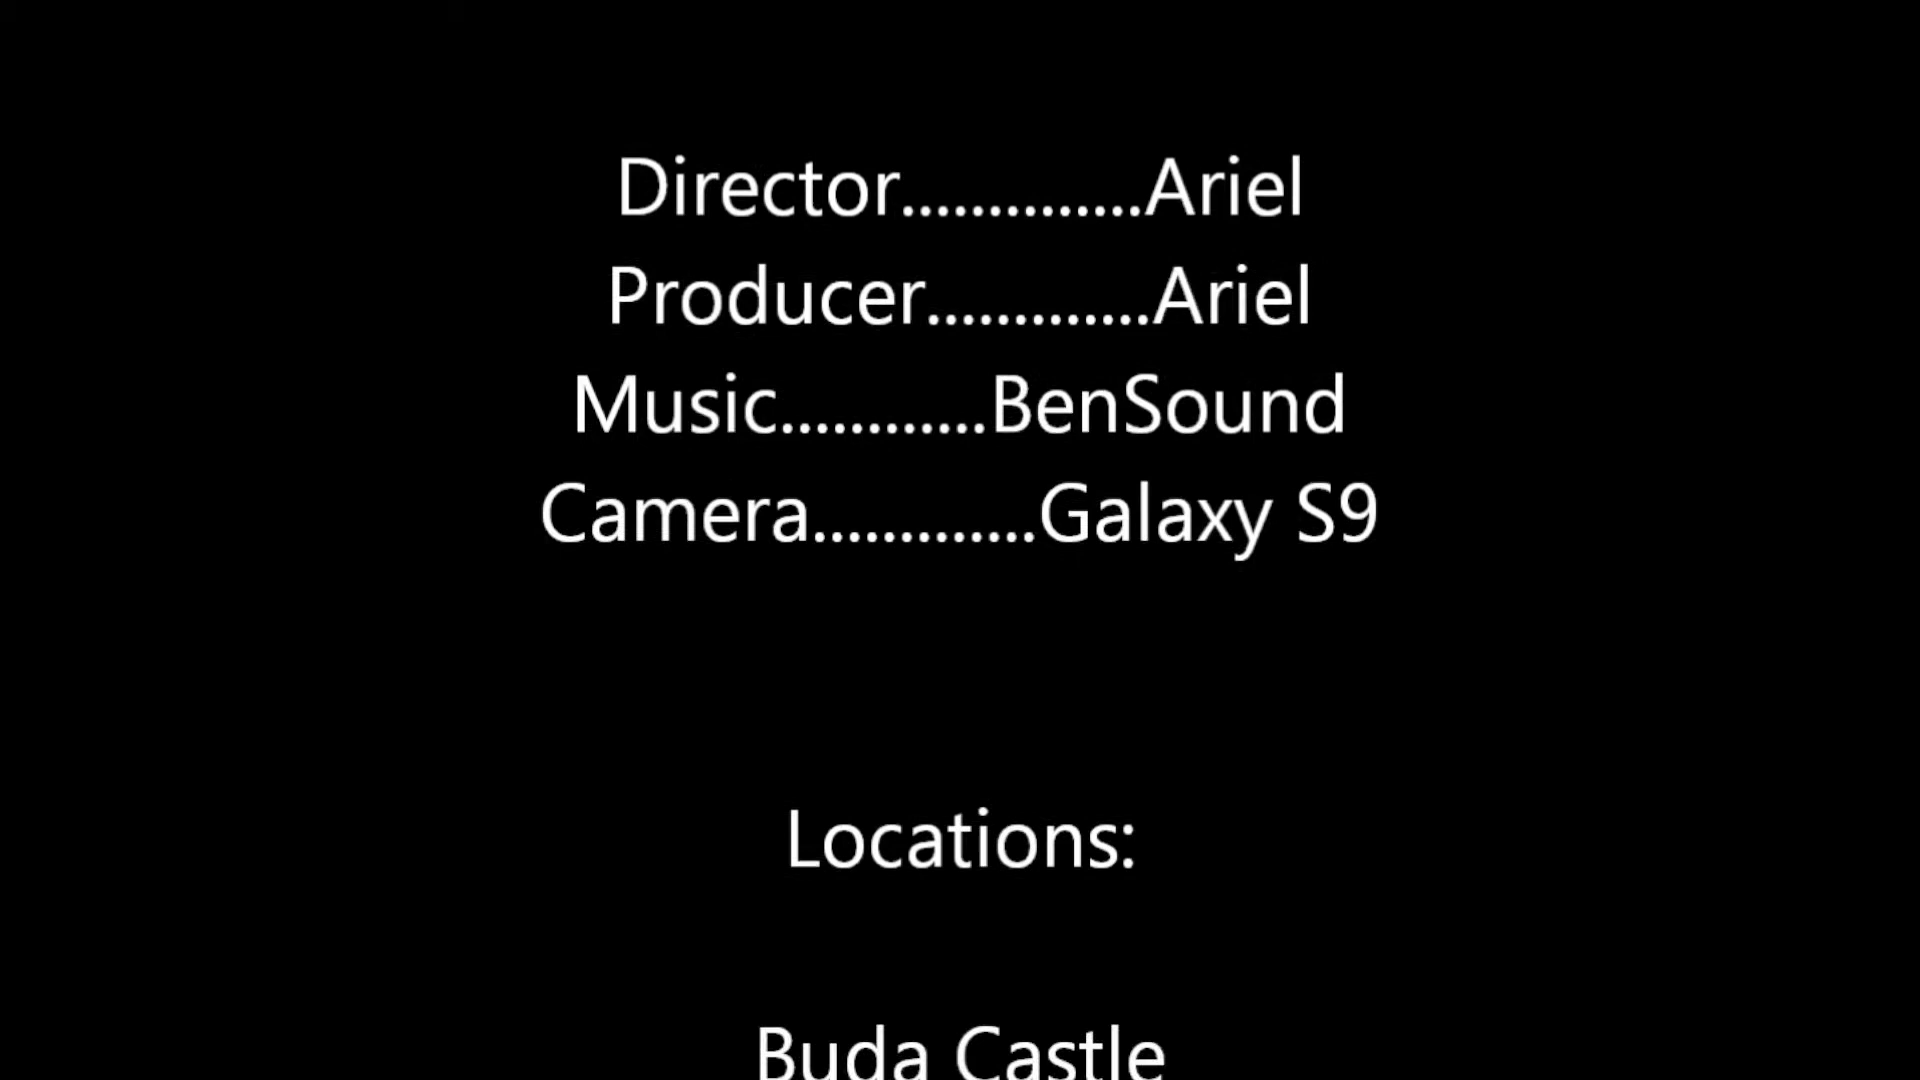 Director..............Ariel
Producer.............Ariel
Music............BenSound
Camera.............Galaxy S9
Locations:
Buda Castle